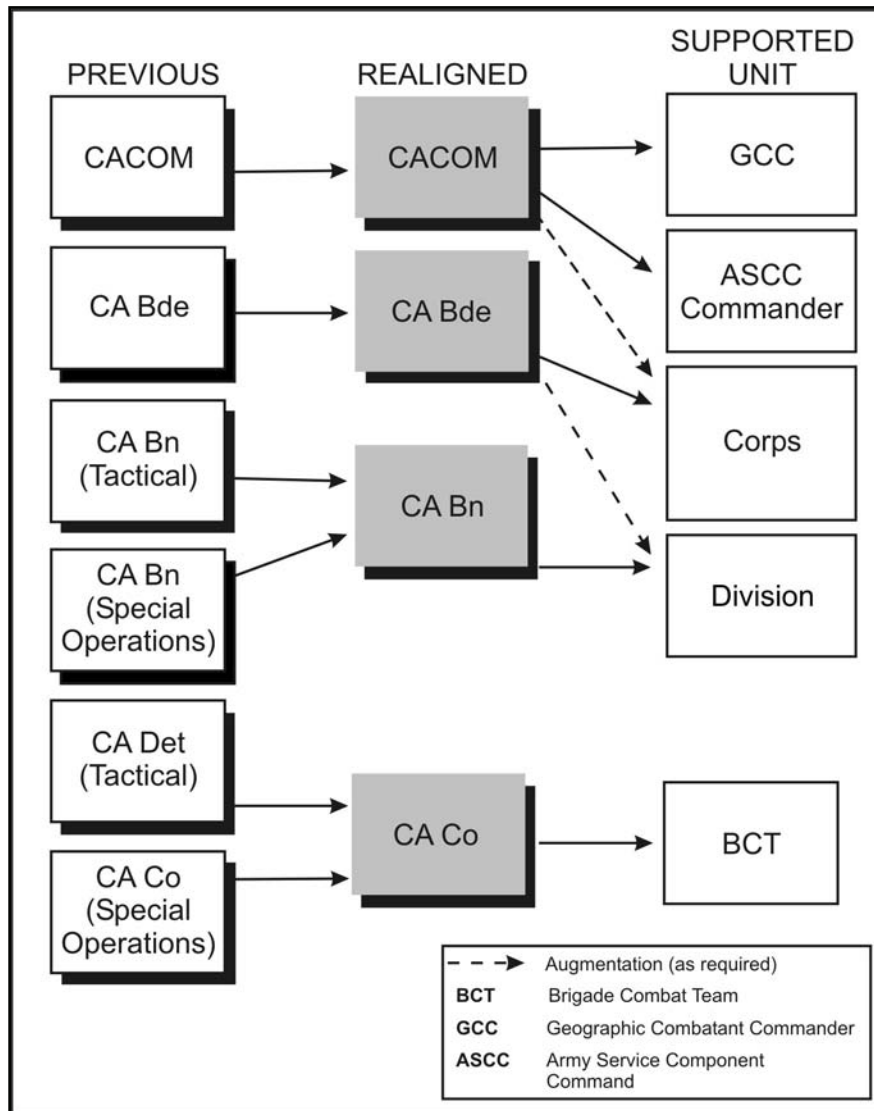 PREVIOUS
REALIGNED
SUPPORTED
UNIT
CACOM
CACOM
GCC
CA Bde
CA Bde
ASCC
Commander
CA Bn
(Tactical)
CA Bn
Corps
CA Bn
(Special
Operations)
Division
CA Det
(Tactical)
CA Co
BCT
CA Co
(Special
Operations)
Augmentation (as required)
BCT Brigade Combat Team
GCC Geographic Combatant Commander
ASCC Army Service Component
Command